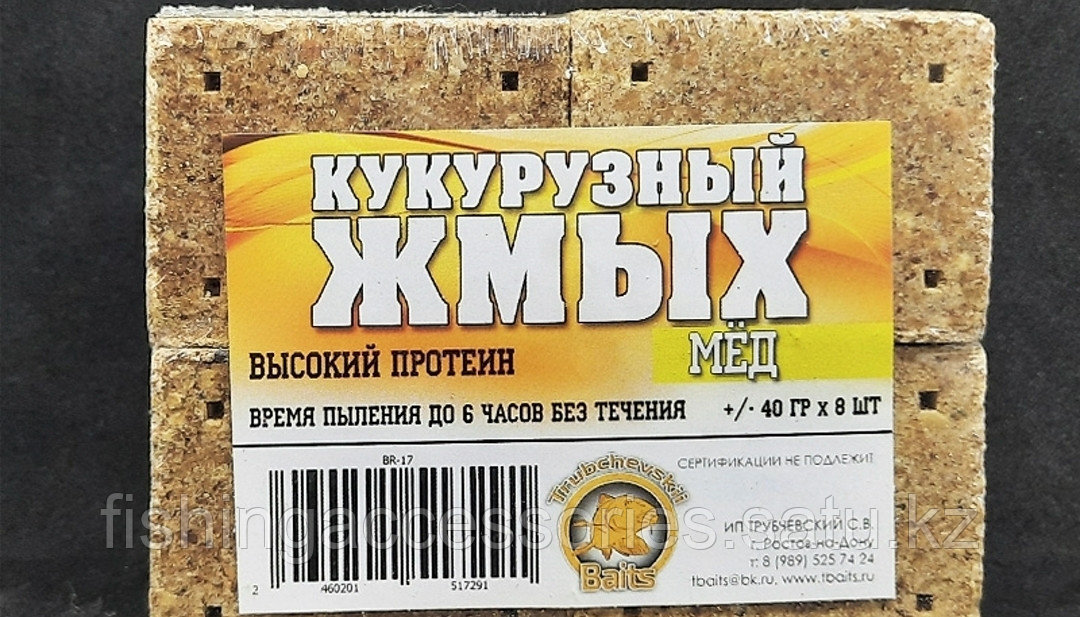 КУКУРУЗНЫЙ
ЖМЫХ
МЁД
ВЫСОКИЙ ПРОТЕИН
ВРЕМЯ ПЫЛЕНИЯ ДО 6 ЧАСОВ БЕЗ ТЕЧЕНИЯ +/- 40 ГР х 8 ШТ
BR-17
2 460201 517291
Trubchevskii
Baits
СЕРТИФИКАЦИИ НЕ ПОДЛЕЖИТ
ИП ТРУБЧЕВСКИЙ С.В.
г. Ростов-на-Дону
т: 8 (989) 525 74 24
tbaits@bk.ru, www.tbaits.ru
fishingaccessories.satu.kz